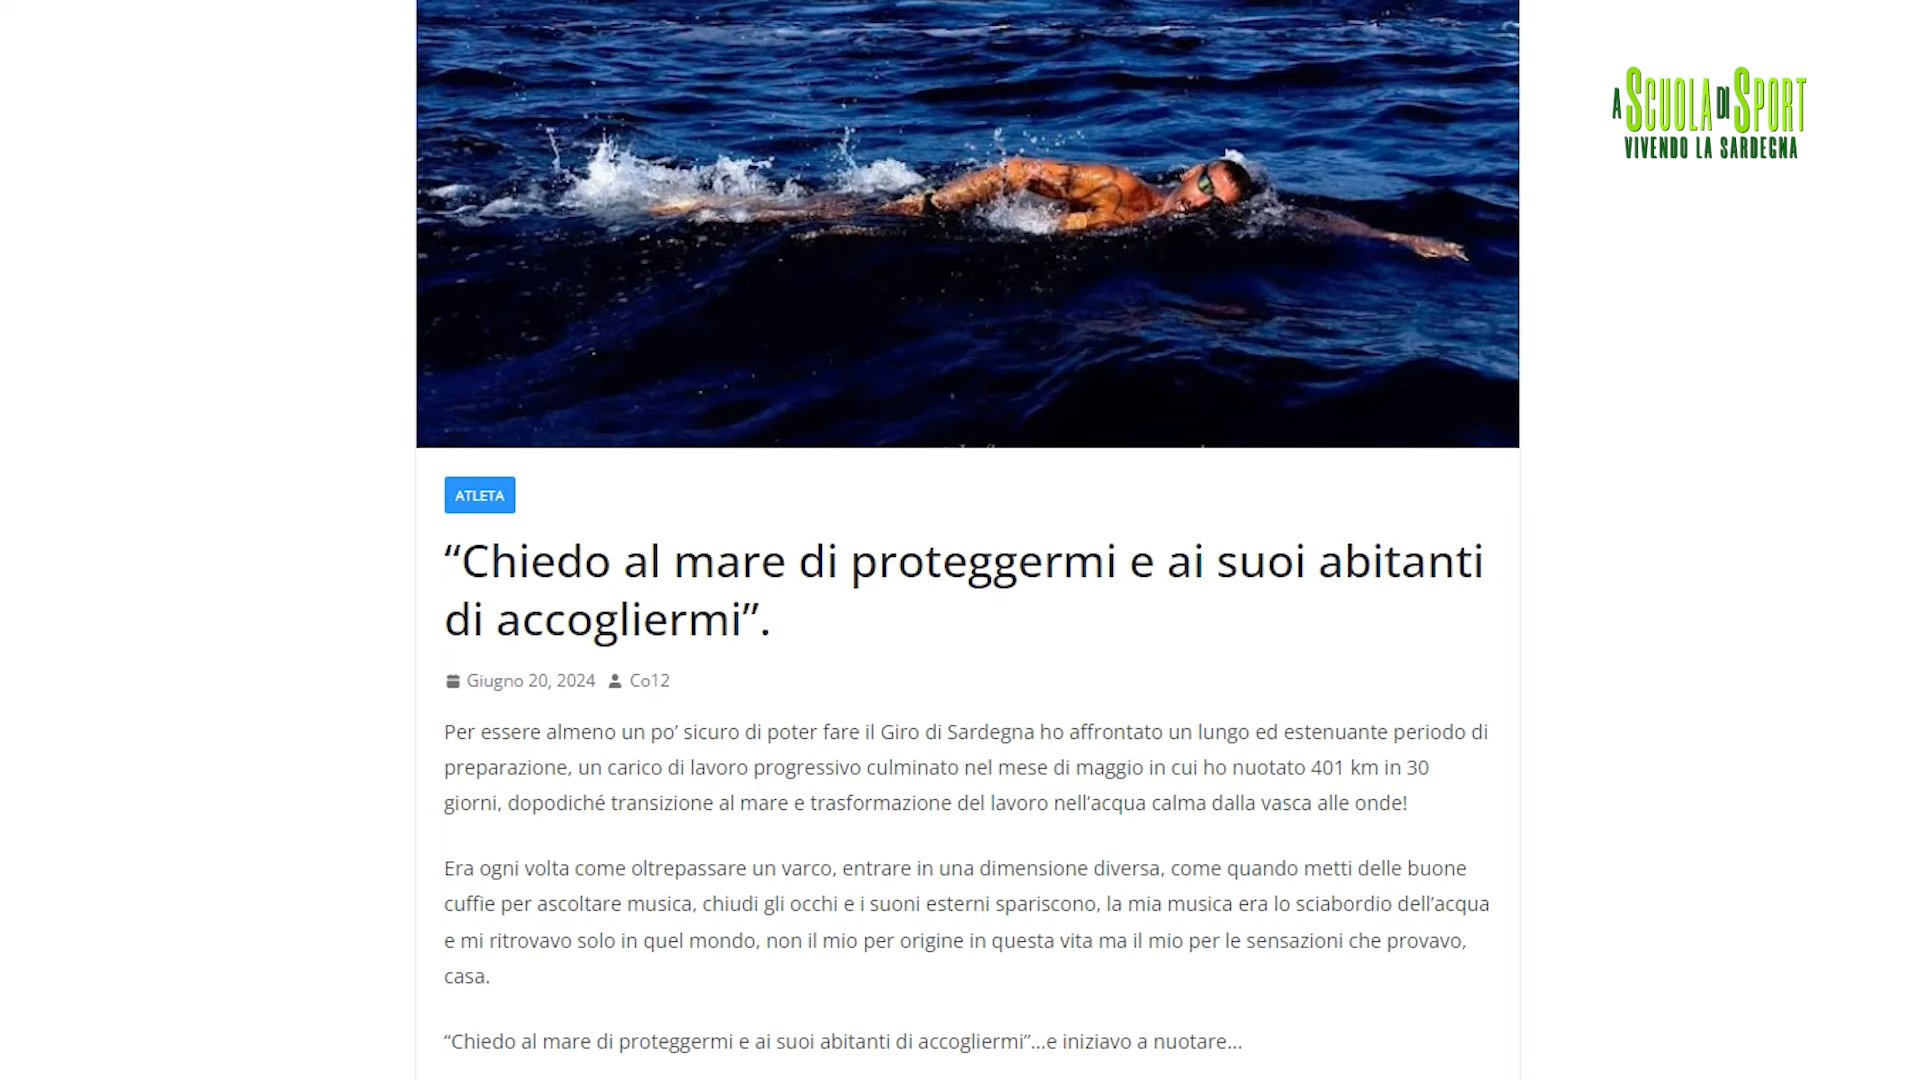 A SCUOLA DI SPORT
VIVENDO LA SARDEGNA
ATLETA
“Chiedo al mare di proteggermi e ai suoi abitanti
di accogliermi”.
Giugno 20, 2024 Co12
Per essere almeno un po’ sicuro di poter fare il Giro di Sardegna ho affrontato un lungo ed estenuante periodo di
preparazione, un carico di lavoro progressivo culminato nel mese di maggio in cui ho nuotato 401 km in 30
giorni, dopodiché transizione al mare e trasformazione del lavoro nell’acqua calma dalla vasca alle onde!
Era ogni volta come oltrepassare un varco, entrare in una dimensione diversa, come quando metti delle buone
cuffie per ascoltare musica, chiudi gli occhi e i suoni esterni spariscono, la mia musica era lo sciabordio dell’acqua
e mi ritrovavo solo in quel mondo, non il mio per origine in questa vita ma il mio per le sensazioni che provavo,
casa.
“Chiedo al mare di proteggermi e ai suoi abitanti di accogliermi”…e iniziavo a nuotare…